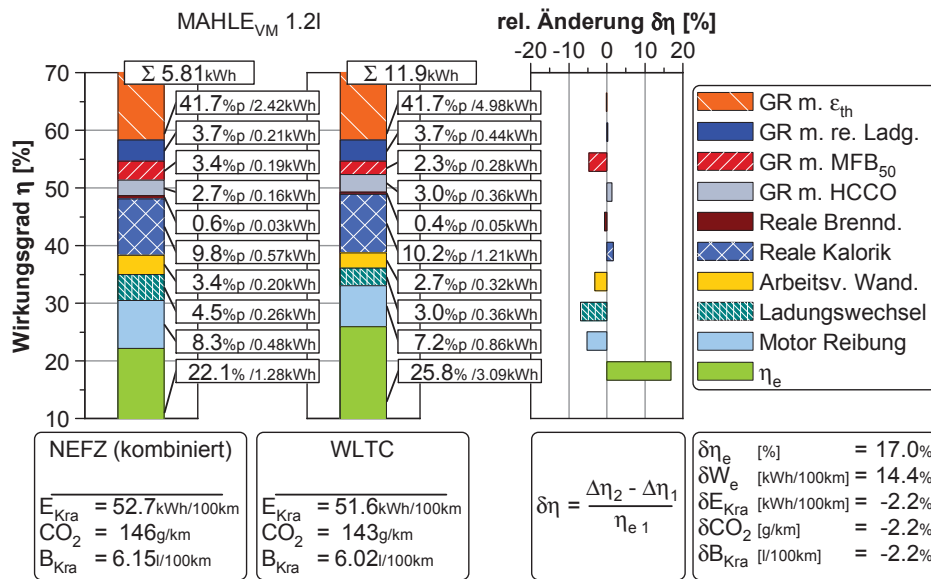 MAHLE_VM 1.2l
rel. Änderung δη [%]
-20 -10 0 10 20
Wirkungsgrad η [%]
70
60
50
40
30
20
10
Σ 5.81kWh
41.7%p /2.42kWh
3.7%p /0.21kWh
3.4%p /0.19kWh
2.7%p /0.16kWh
0.6%p /0.03kWh
9.8%p /0.57kWh
3.4%p /0.20kWh
4.5%p /0.26kWh
8.3%p /0.48kWh
22.1% /1.28kWh
Σ 11.9kWh
41.7%p /4.98kWh
3.7%p /0.44kWh
2.3%p /0.28kWh
3.0%p /0.36kWh
0.4%p /0.05kWh
10.2%p /1.21kWh
2.7%p /0.32kWh
3.0%p /0.36kWh
7.2%p /0.86kWh
25.8% /3.09kWh
GR m. ε_th
GR m. re. Ladg.
GR m. MFB_50
GR m. HCCO
Reale Brennd.
Reale Kalorik
Arbeitsv. Wand.
Ladungswechsel
Motor Reibung
η_e
NEFZ (kombiniert)
E_Kra = 52.7kWh/100km
CO_2 = 146g/km
B_Kra = 6.15l/100km
WLTC
E_Kra = 51.6kWh/100km
CO_2 = 143g/km
B_Kra = 6.02l/100km
δη = (Δη_2 - Δη_1) / η_e 1
δη_e [%] = 17.0%
δW_e [kWh/100km] = 14.4%
δE_Kra [kWh/100km] = -2.2%
δCO_2 [g/km] = -2.2%
δB_Kra [l/100km] = -2.2%